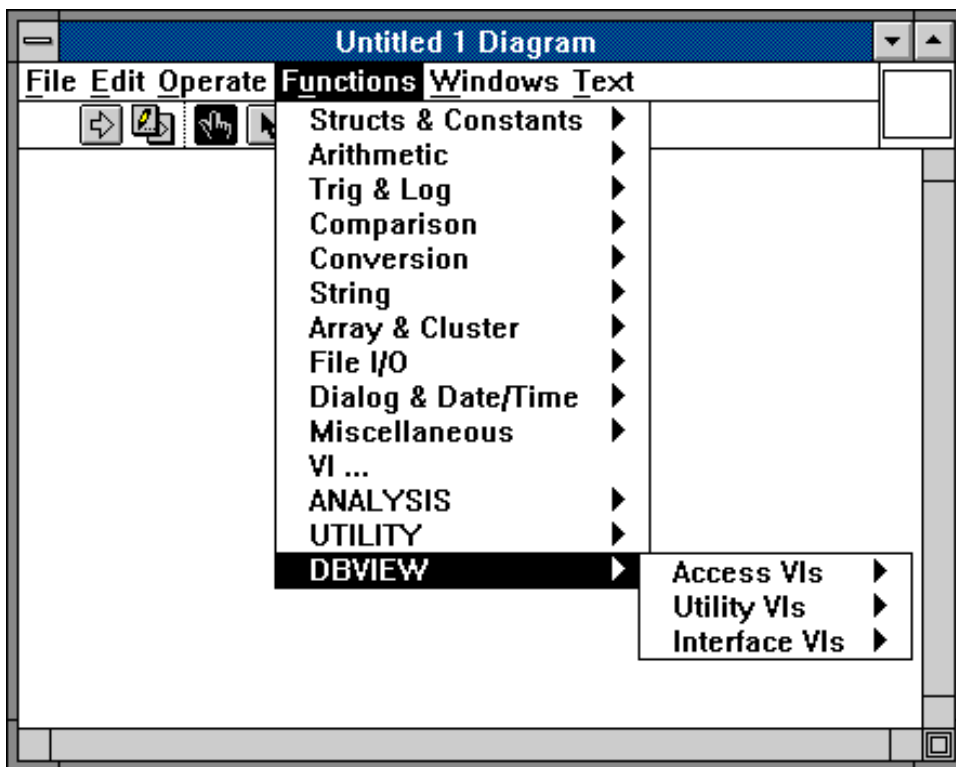 Untitled 1 Diagram
File Edit Operate Functions Windows Text
Structs & Constants
Arithmetic
Trig & Log
Comparison
Conversion
String
Array & Cluster
File I/O
Dialog & Date/Time
Miscellaneous
VI ...
ANALYSIS
UTILITY
DBVIEW
Access VIs
Utility VIs
Interface VIs